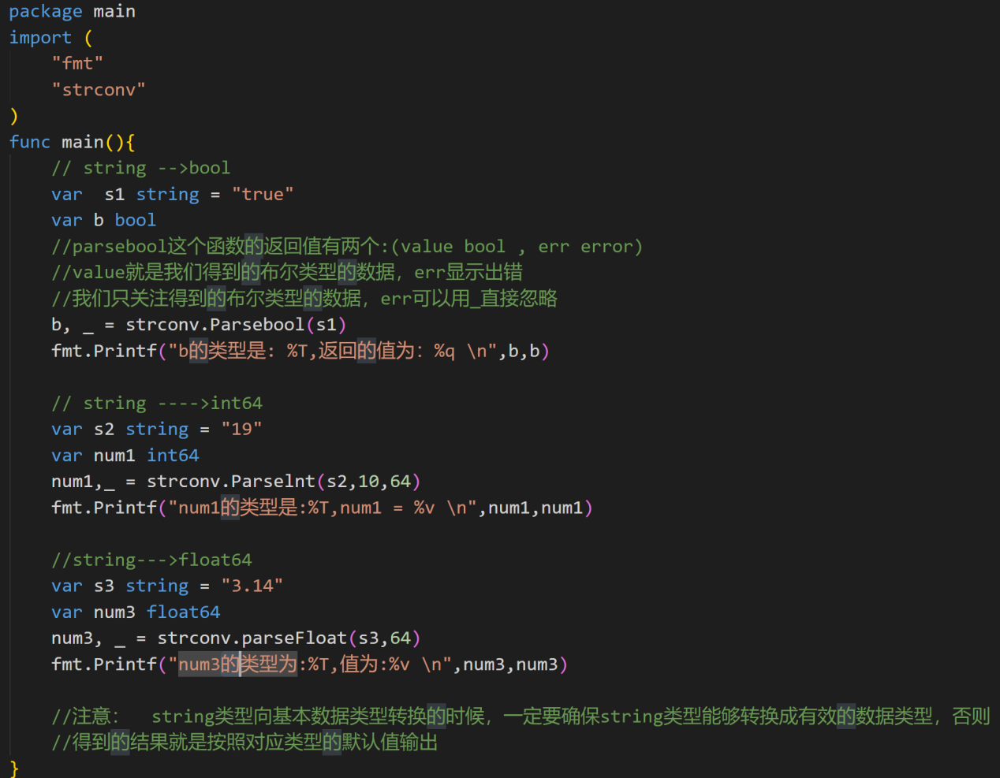 package main
import (
    "fmt"
    "strconv"
)
func main(){
    // string -->bool
    var  s1 string = "true"
    var b bool
    //parsebool这个函数的返回值有两个:(value bool , err error)
    //value就是我们得到的布尔类型的数据，err显示出错
    //我们只关注得到的布尔类型的数据，err可以用_直接忽略
    b, _ = strconv.Parsebool(s1)
    fmt.Printf("b的类型是: %T,返回的值为: %q \n",b,b)

    // string ---->int64
    var s2 string = "19"
    var num1 int64
    num1,_ = strconv.Parselnt(s2,10,64)
    fmt.Printf("num1的类型是:%T,num1 = %v \n",num1,num1)

    //string--->float64
    var s3 string = "3.14"
    var num3 float64
    num3, _ = strconv.parseFloat(s3,64)
    fmt.Printf("num3的类型为:%T,值为:%v \n",num3,num3)

    //注意：  string类型向基本数据类型转换的时候，一定要确保string类型能够转换成有效的数据类型，否则
    //得到的结果就是按照对应类型的默认值输出
}